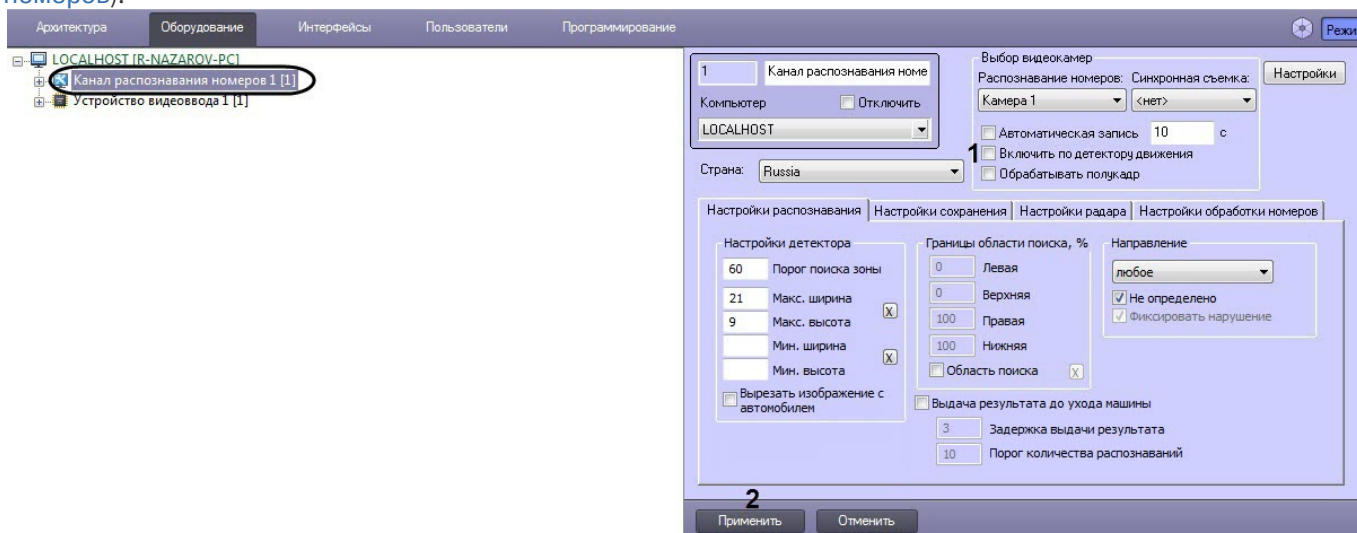 номеров).
Архитектура Оборудование Интерфейсы Пользователи Программирование Режи
LOCALHOST [R-NAZAROV-PC]
Канал распознавания номеров 1 [1]
Устройство видеоввода 1 [1]
1 Канал распознавания номе
Компьютер Отключить
LOCALHOST
Страна: Russia
Выбор видеокамер
Распознавание номеров: Синхронная съемка:
Камера 1 <нет>
Автоматическая запись 10 с
1 Включить по детектору движения
Обрабатывать полукадр
Настройки
Настройки распознавания Настройки сохранения Настройки радара Настройки обработки номеров
Настройки детектора
60 Порог поиска зоны
21 Макс. ширина
9 Макс. высота
X
Мин. ширина
Мин. высота
X
Вырезать изображение с
автомобилем
Границы области поиска, %
0 Левая
0 Верхняя
100 Правая
100 Нижняя
Область поиска X
Направление
любое
Не определено
Фиксировать нарушение
Выдача результата до ухода машины
3 Задержка выдачи результата
10 Порог количества распознаваний
2
Применить Отменить